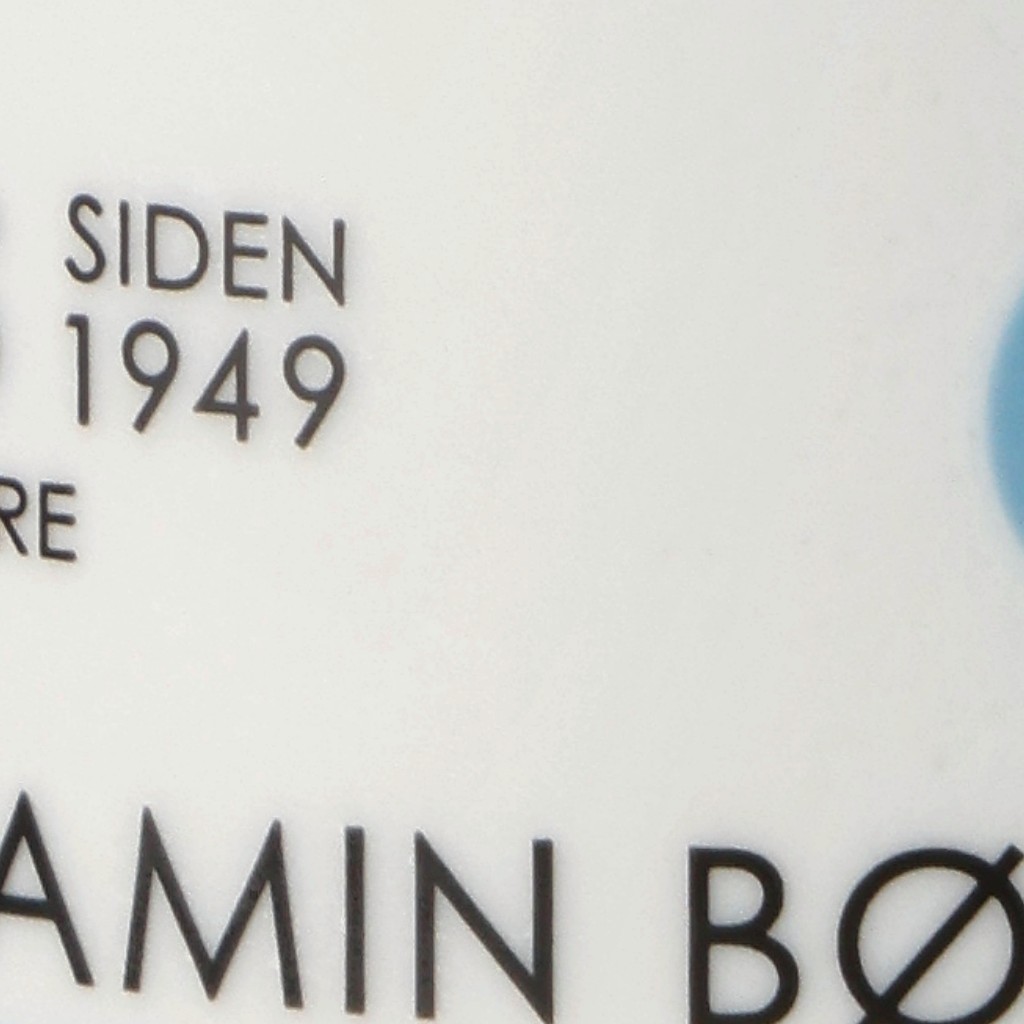 SIDEN
1949
RE
AMIN BØ